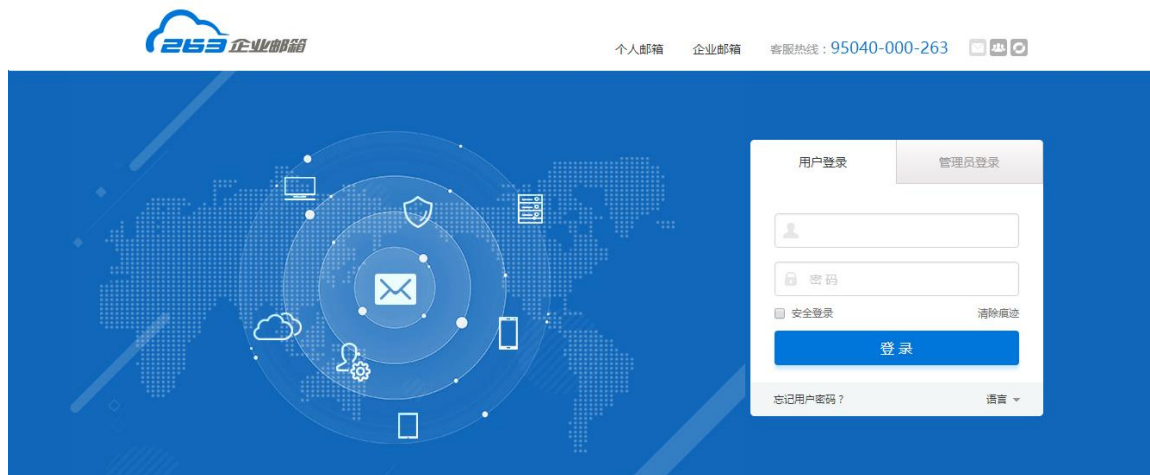 263企业邮箱
个人邮箱 企业邮箱 客服热线：95040-000-263
用户登录 管理员登录
密 码
安全登录 清除痕迹
登 录
忘记用户密码？ 语言